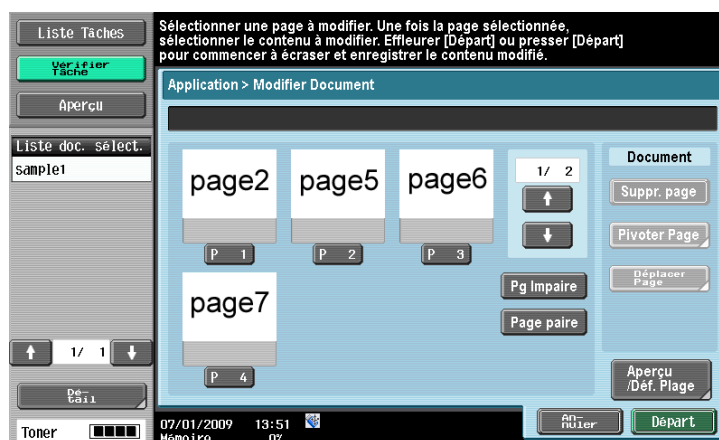 Liste Tâches
Vérifier
Tâche
Aperçu
Liste doc. sélect.
sample1
1/ 1
Dé-
tail
Toner
Sélectionner une page à modifier. Une fois la page sélectionnée,
sélectionner le contenu à modifier. Effleurer [Départ] ou presser [Départ]
pour commencer à écraser et enregistrer le contenu modifié.
Application > Modifier Document
page2
page5
page6
P 1
P 2
P 3
page7
P 4
1/ 2
Pg Impaire
Page paire
Document
Suppr. page
Pivoter Page
Déplacer
Page
Aperçu
/Déf. Plage
07/01/2009 13:51
Mémoire 0%
An-
nuler
Départ